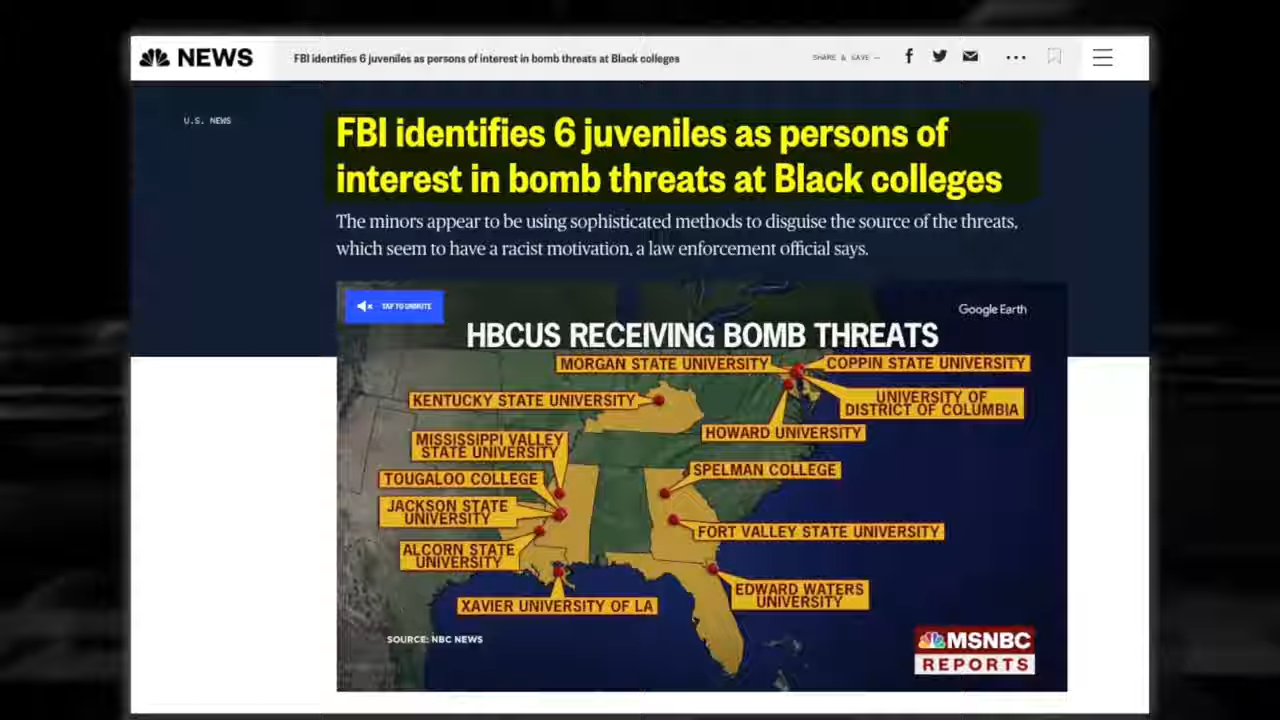 NEWS
FBI identifies 6 juveniles as persons of interest in bomb threats at Black colleges
SHARE & SAVE —
U.S. NEWS
FBI identifies 6 juveniles as persons of
interest in bomb threats at Black colleges
The minors appear to be using sophisticated methods to disguise the source of the threats,
which seem to have a racist motivation, a law enforcement official says.
TAP TO UNMUTE
Google Earth
HBCUS RECEIVING BOMB THREATS
MORGAN STATE UNIVERSITY
COPPIN STATE UNIVERSITY
KENTUCKY STATE UNIVERSITY
UNIVERSITY OF
DISTRICT OF COLUMBIA
HOWARD UNIVERSITY
MISSISSIPPI VALLEY
STATE UNIVERSITY
SPELMAN COLLEGE
TOUGALOO COLLEGE
JACKSON STATE
UNIVERSITY
FORT VALLEY STATE UNIVERSITY
ALCORN STATE
UNIVERSITY
EDWARD WATERS
UNIVERSITY
XAVIER UNIVERSITY OF LA
SOURCE: NBC NEWS
MSNBC
REPORTS